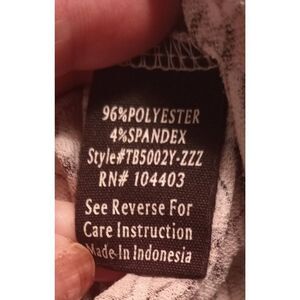 96%POLYESTER
4%SPANDEX
Style#TB5002Y-ZZZ
RN# 104403
See Reverse For
Care Instruction
Made In Indonesia